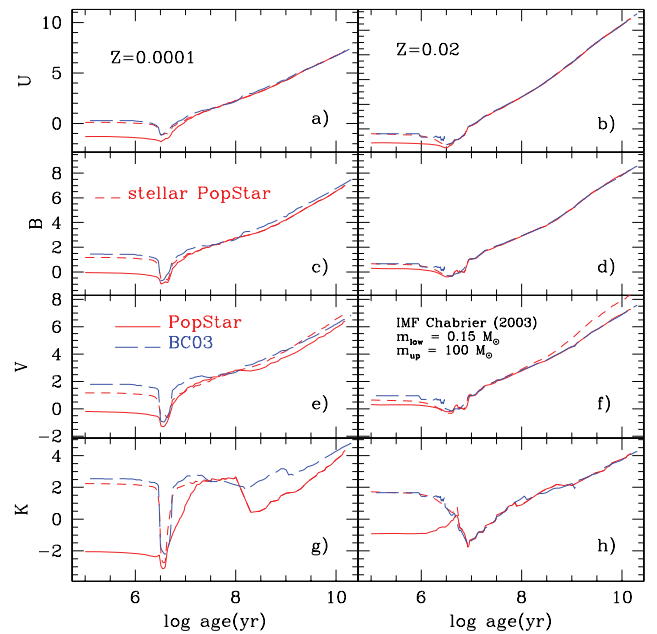 10
5
0
U
Z=0.0001
a)
Z=0.02
b)
8
6
4
2
0
B
stellar PopStar
c)
d)
8
6
4
2
0
−2
V
PopStar
BC03
e)
IMF Chabrier (2003)
m_low = 0.15 M_⊙
m_up = 100 M_⊙
f)
4
2
0
−2
K
g)
h)
6 8 10 6 8 10
log age(yr) log age(yr)